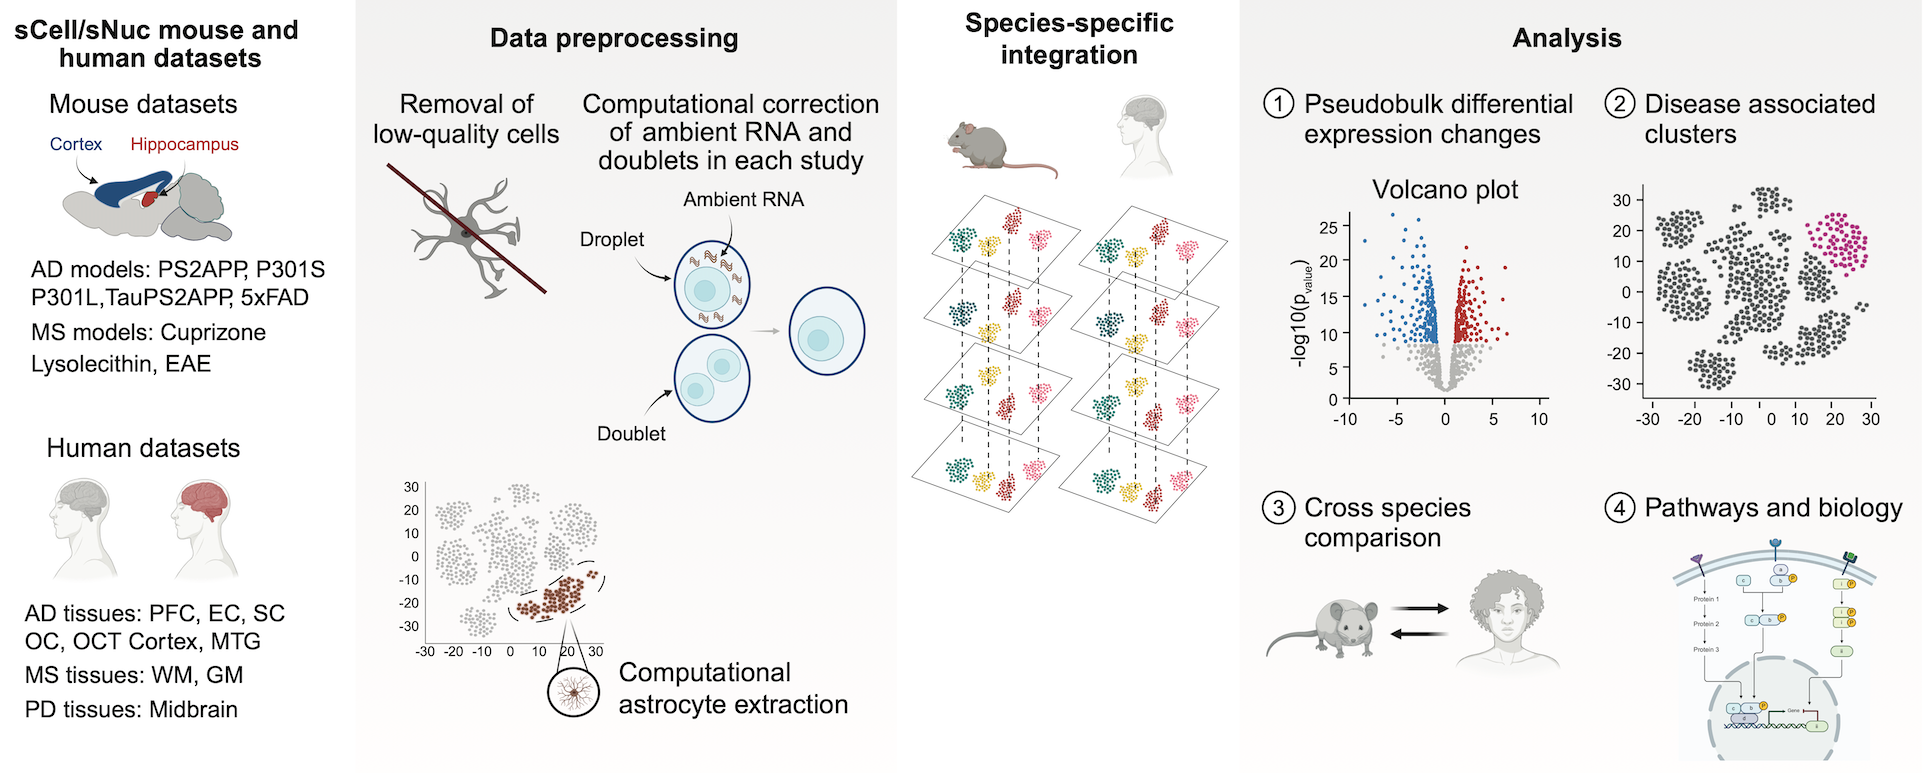 sCell/sNuc mouse and
human datasets
Mouse datasets
Cortex
Hippocampus
AD models: PS2APP, P301S
P301L,TauPS2APP, 5xFAD
MS models: Cuprizone
Lysolecithin, EAE
Human datasets
AD tissues: PFC, EC, SC
OC, OCT Cortex, MTG
MS tissues: WM, GM
PD tissues: Midbrain
Data preprocessing
Removal of
low-quality cells
Computational correction
of ambient RNA and
doublets in each study
Ambient RNA
Droplet
Doublet
30
20
10
0
-10
-20
-30
-30 -20 -10 0 10 20 30
Computational
astrocyte extraction
Species-specific
integration
Analysis
1 Pseudobulk differential
expression changes
Volcano plot
-log10(pvalue)
25
20
15
10
5
0
-10 -5 0 5 10
2 Disease associated
clusters
30
20
10
0
-10
-20
-30
-30 -20 -10 0 10 20 30
3 Cross species
comparison
4 Pathways and biology
a
c b P
i P
Protein 1
i P
Protein 2
c b P
i P
Protein 3
c b P
d
Gene